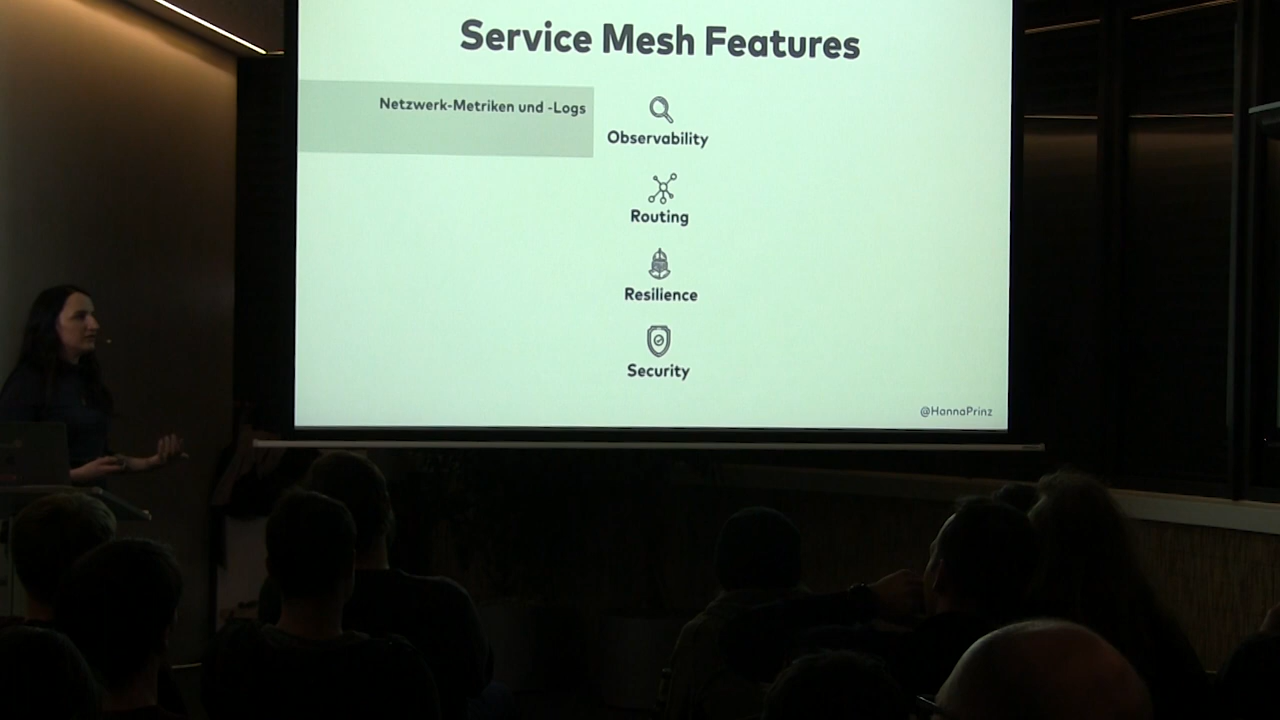 Service Mesh Features
Netzwerk-Metriken und -Logs
Observability
Routing
Resilience
Security
@HannaPrinz